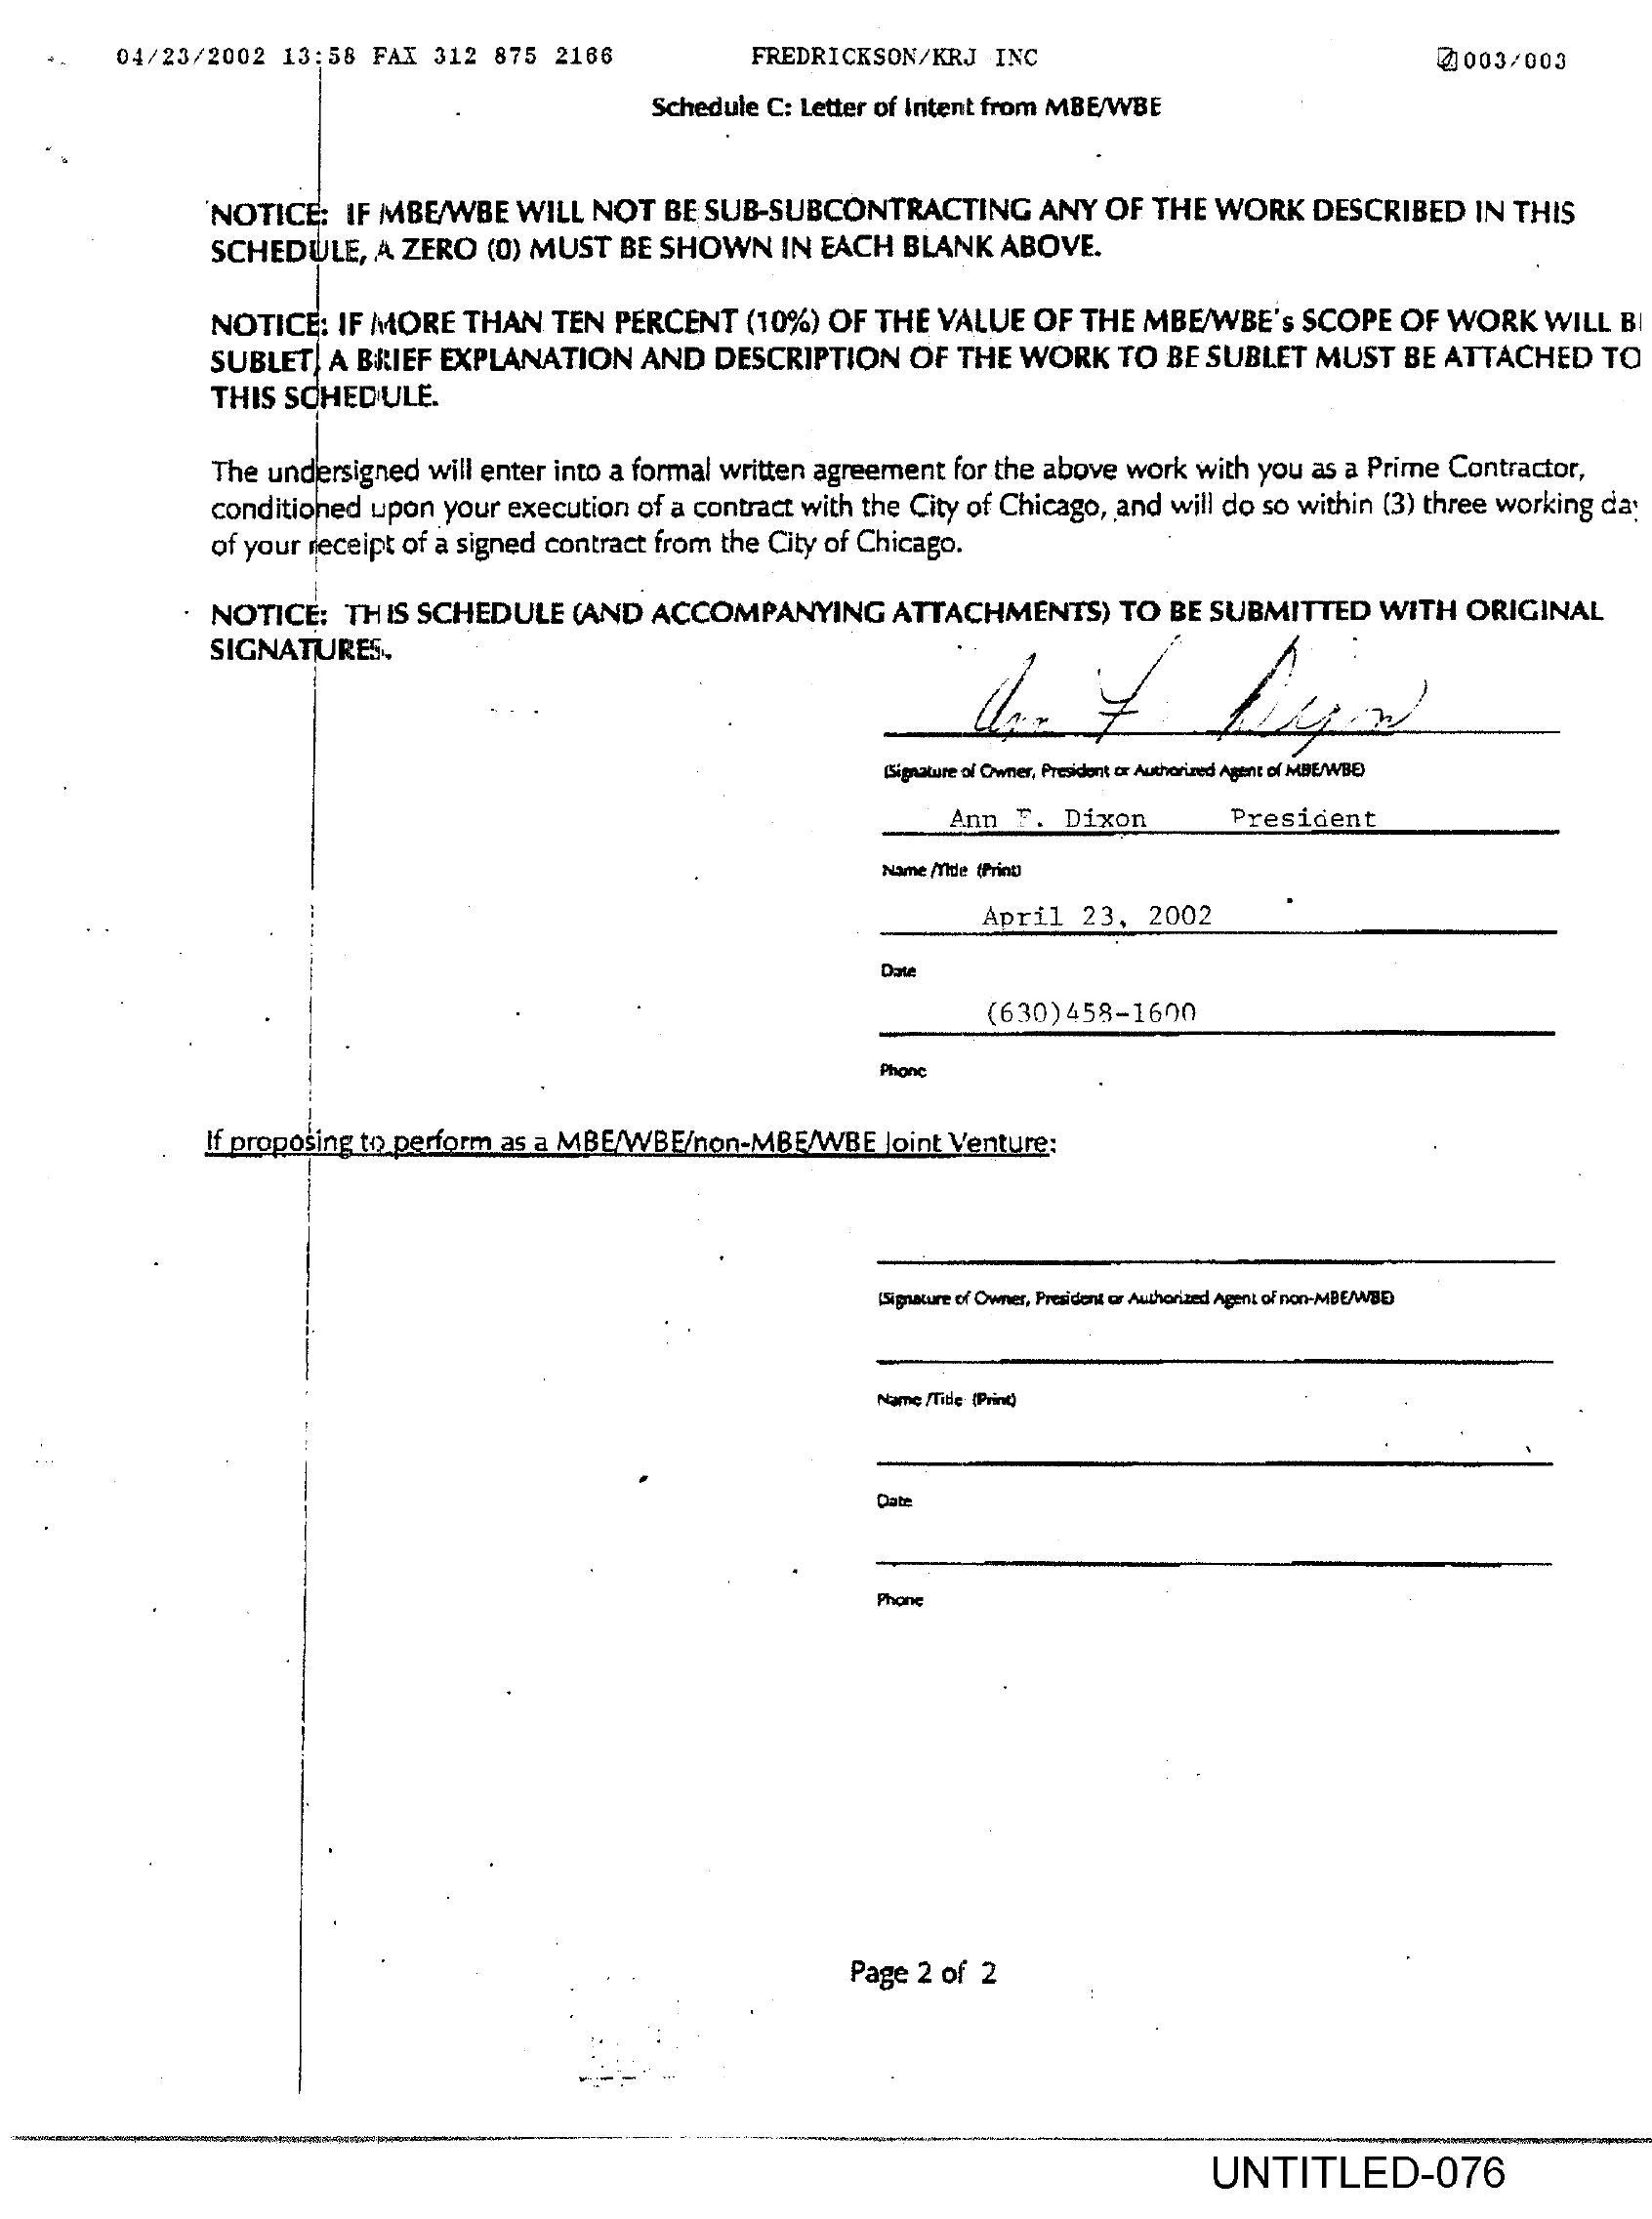 04/23/2002 13:58 FAX 312 875 2166 FREDRICKSON/KRJ INC 003/003
Schedule C: Letter of Intent from MBE/WBE
NOTICE: IF MBE/WBE WILL NOT BE SUB-SUBCONTRACTING ANY OF THE WORK DESCRIBED IN THIS
SCHEDULE, A ZERO (0) MUST BE SHOWN IN EACH BLANK ABOVE.
NOTICE: IF MORE THAN TEN PERCENT (10%) OF THE VALUE OF THE MBE/WBE's SCOPE OF WORK WILL
SUBLET, A BRIEF EXPLANATION AND DESCRIPTION OF THE WORK TO BE SUBLET MUST BE ATTACHED TO
THIS SCHEDULE.
The undersigned will enter into a formal written agreement for the above work with you as a Prime Contractor,
conditioned upon your execution of a contract with the City of Chicago, and will do so within (3) three working
of your receipt of a signed contract from the City of Chicago.
NOTICE: THIS SCHEDULE (AND ACCOMPANYING ATTACHMENTS) TO BE SUBMITTED WITH ORIGINAL
SIGNATURES.
Ann F. Dixon
(Signature of Owner, President or Authorized Agent of MBE/WBE)
Ann F. Dixon President
Name /Title (Print)
April 23, 2002
Date
(630)458-1600
Phone
If proposing to perform as a MBE/WBE/non-MBE/WBE Joint Venture:
(Signature of Owner, President or Authorized Agent of non-MBE/WBE)
Name /Title (Print)
Date
Phone
Page 2 of 2
UNTITLED-076